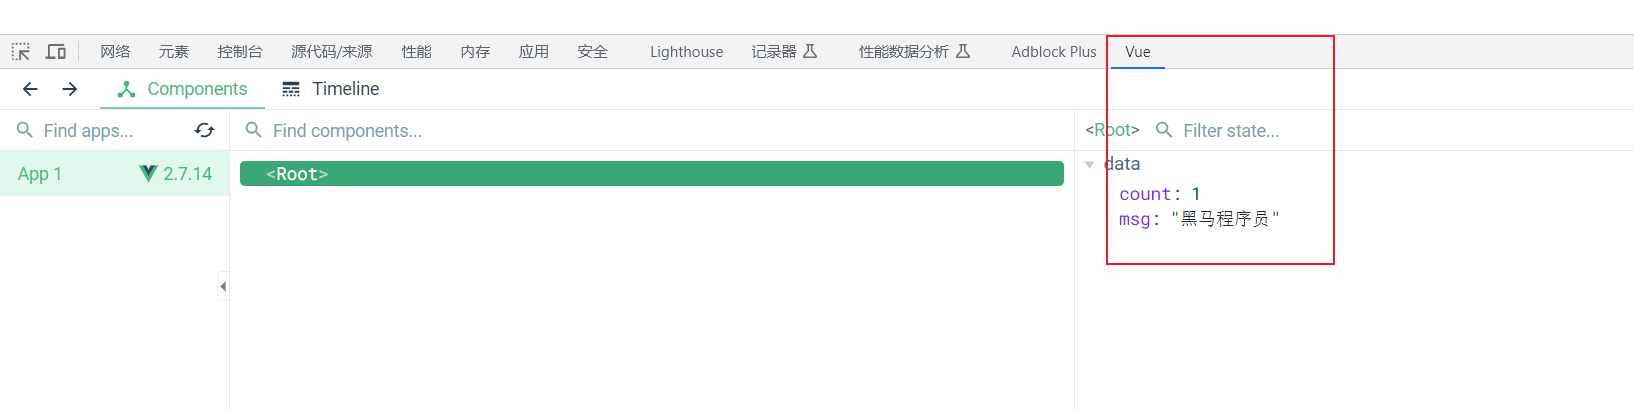 网络 元素 控制台 源代码/来源 性能 内存 应用 安全 Lighthouse 记录器 性能数据分析 Adblock Plus Vue
Components Timeline
Find apps... Find components... <Root> Filter state...
App 1 2.7.14 <Root> data
count: 1
msg: "黑马程序员"